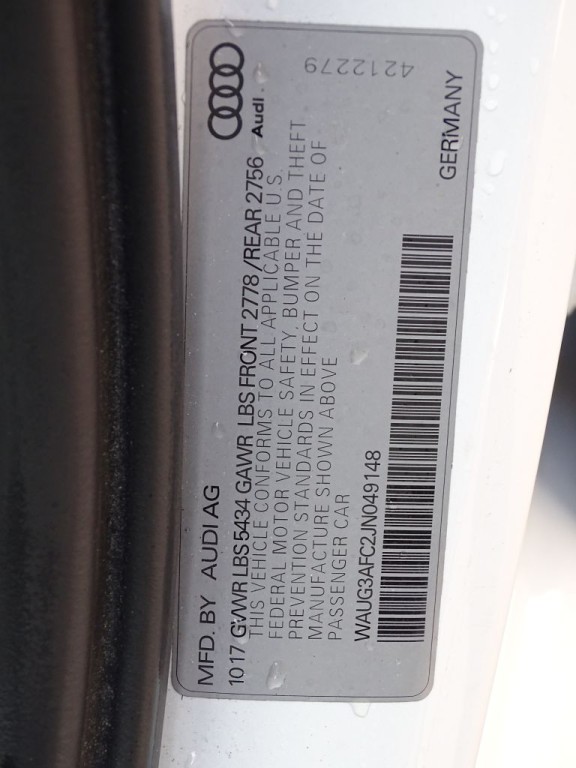 MFD. BY AUDI AG
Audi
1017 GVWR LBS 5434 GAWR LBS FRONT 2778 / REAR 2756
THIS VEHICLE CONFORMS TO ALL APPLICABLE U.S.
FEDERAL MOTOR VEHICLE SAFETY, BUMPER AND THEFT
PREVENTION STANDARDS IN EFFECT ON THE DATE OF
MANUFACTURE SHOWN ABOVE
PASSENGER CAR
WAUG3AFC2JN049148
4212279
GERMANY